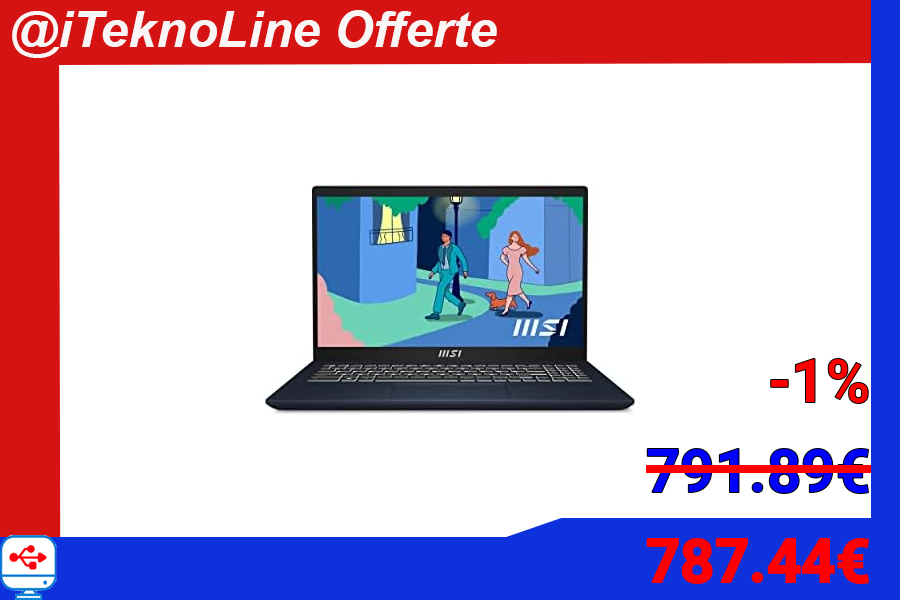 @iTeknoLine Offerte
msi
msi
-1%
791.89€
787.44€